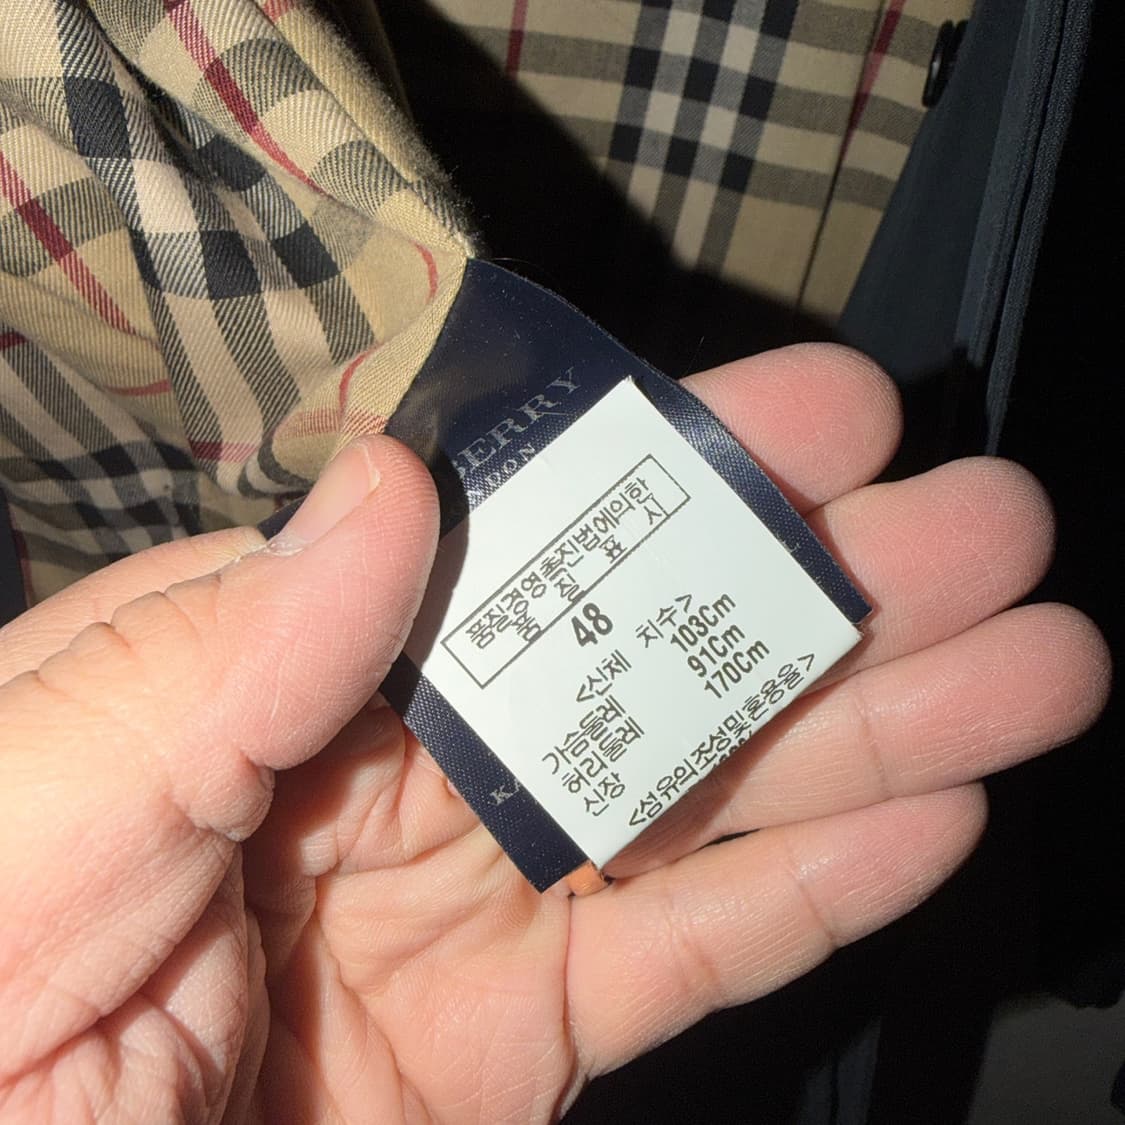 BERRY
품질경영촉진법에의한
품 질 표 시
48
<신체 치수>
가슴둘레 103Cm
허리둘레 91Cm
신장 170Cm
<섬유의조성및혼용율>